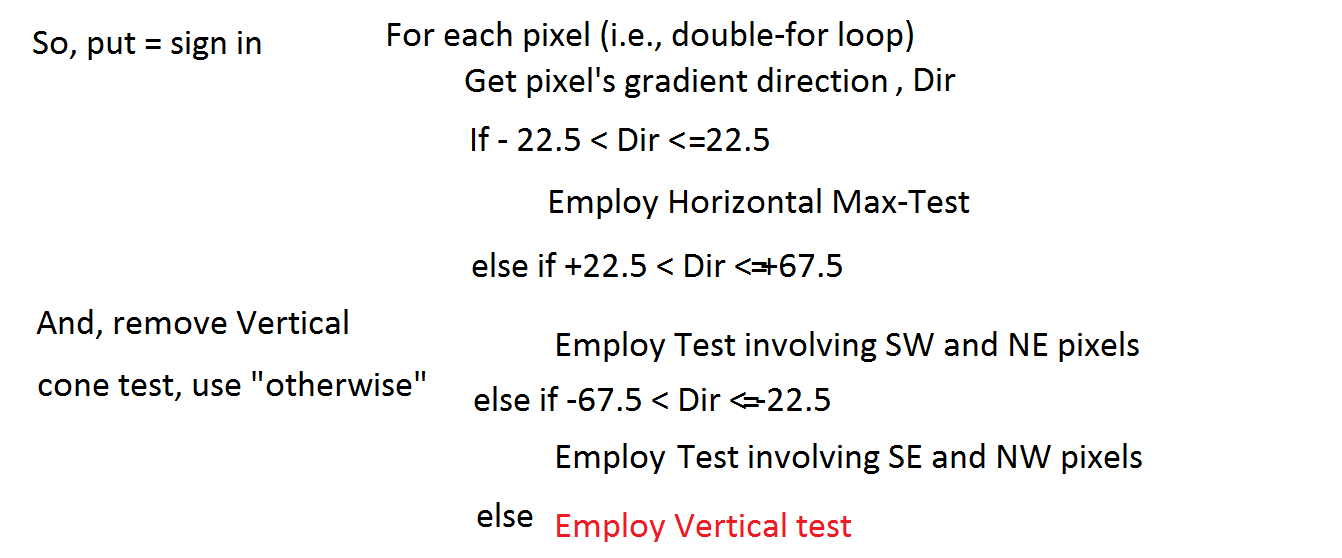 So, put = sign in
For each pixel (i.e., double-for loop)
Get pixel's gradient direction , Dir
If - 22.5 < Dir <=22.5
Employ Horizontal Max-Test
else if +22.5 < Dir <=+67.5
And, remove Vertical
cone test, use "otherwise"
Employ Test involving SW and NE pixels
else if -67.5 < Dir <=-22.5
Employ Test involving SE and NW pixels
else Employ Vertical test